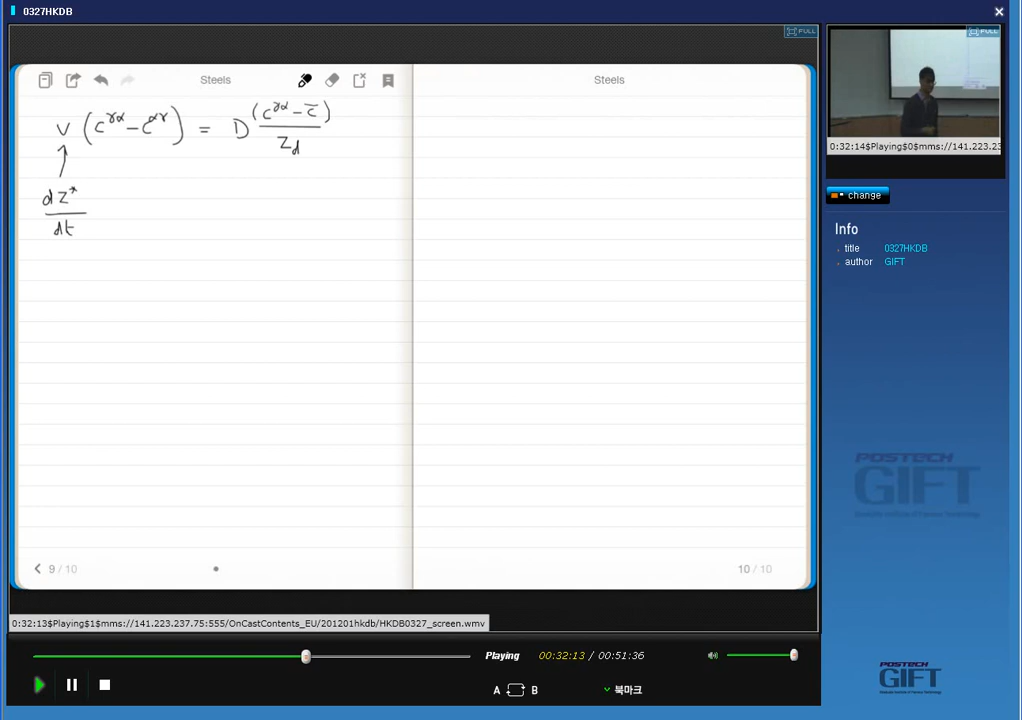 0327HKDB
FULL
FULL
Steels
Steels
v (c^γα − c^αγ) = D (c^γα − c̄) / z_d
dz*
dt
0:32:14$Playing$0$mms://141.223.23
change
Info
title 0327HKDB
author GIFT
POSTECH
GIFT
9 / 10
10 / 10
0:32:13$Playing$1$mms://141.223.237.75:555/OnCastContents_EU/201201hkdb/HKDB0327_screen.wmv
Playing 00:32:13 / 00:51:36
A B
북마크
POSTECH
GIFT